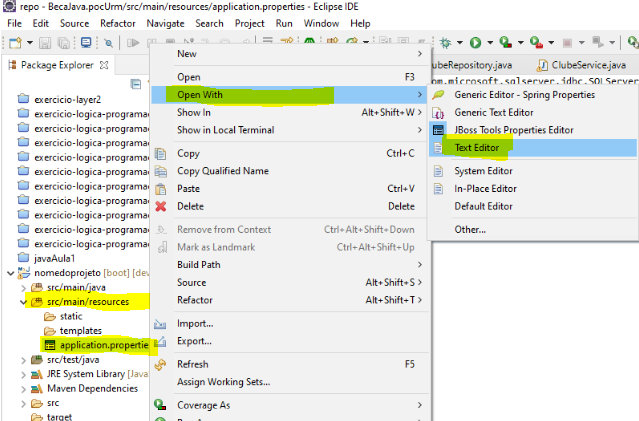 repo - BecaJava.pocUrm/src/main/resources/application.properties - Eclipse IDE
File Edit Source Refactor Navigate Search Project Run Window Help
Package Explorer
ubeRepository.java
ClubeService.java
om.microsoft.sqlserver.jdbc.SQLServer
exercicio-layer2
exercicio-logica-programac
exercicio-logica-programac
exercicio-logica-programac
exercicio-logica-programac
exercicio-logica-programac
exercicio-logica-programac
exercicio-logica-programac
exercicio-logica-programac
javaAula1
nomedoprojeto [boot] [dev
src/main/java
src/main/resources
static
templates
application.propertie
src/test/java
JRE System Library [Java
Maven Dependencies
src
target
New
Open F3
Open With
Show In Alt+Shift+W
Show in Local Terminal
Copy Ctrl+C
Copy Qualified Name
Paste Ctrl+V
Delete Delete
Remove from Context Ctrl+Alt+Shift+Down
Mark as Landmark Ctrl+Alt+Shift+Up
Build Path
Source Alt+Shift+S
Refactor Alt+Shift+T
Import...
Export...
Refresh F5
Assign Working Sets...
Coverage As
Generic Editor - Spring Properties
Generic Text Editor
JBoss Tools Properties Editor
Text Editor
System Editor
In-Place Editor
Default Editor
Other...